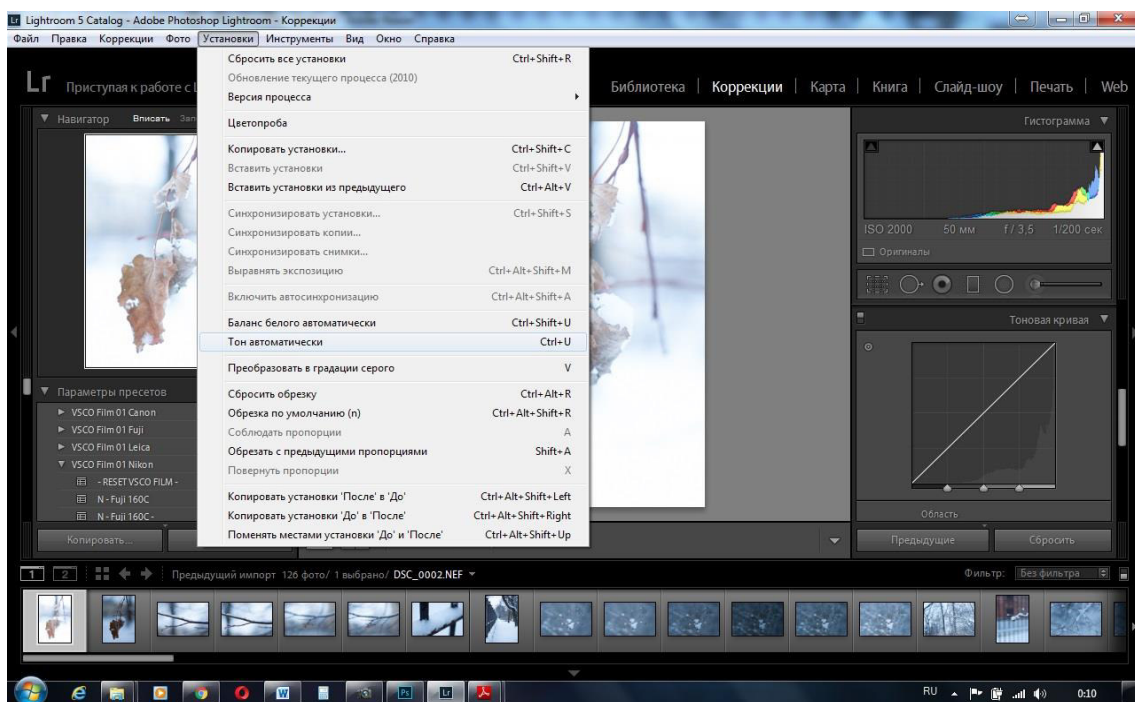 Lightroom 5 Catalog - Adobe Photoshop Lightroom - Коррекции
Файл Правка Коррекции Фото Установки Инструменты Вид Окно Справка
Lr Приступая к работе с
Библиотека | Коррекции | Карта | Книга | Слайд-шоу | Печать | Web
Навигатор Вписать
Сбросить все установки Ctrl+Shift+R
Обновление текущего процесса (2010)
Версия процесса
Цветопроба
Копировать установки... Ctrl+Shift+C
Вставить установки Ctrl+Shift+V
Вставить установки из предыдущего Ctrl+Alt+V
Синхронизировать установки... Ctrl+Shift+S
Синхронизировать копии...
Синхронизировать снимки...
Выравнять экспозицию Ctrl+Alt+Shift+M
Включить автосинхронизацию Ctrl+Alt+Shift+A
Баланс белого автоматически Ctrl+Shift+U
Тон автоматически Ctrl+U
Преобразовать в градации серого V
Сбросить обрезку Ctrl+Alt+R
Обрезка по умолчанию (n) Ctrl+Alt+Shift+R
Соблюдать пропорции A
Обрезать с предыдущими пропорциями Shift+A
Повернуть пропорции X
Копировать установки 'После' в 'До' Ctrl+Alt+Shift+Left
Копировать установки 'До' в 'После' Ctrl+Alt+Shift+Right
Поменять местами установки 'До' и 'После' Ctrl+Alt+Shift+Up
Параметры пресетов
VSCO Film 01 Canon
VSCO Film 01 Fuji
VSCO Film 01 Leica
VSCO Film 01 Nikon
- RESET VSCO FILM -
N - Fuji 160C
N - Fuji 160C -
Копировать...
Гистограмма
ISO 2000 50 мм f / 3,5 1/200 сек
Оригиналы
Тоновая кривая
Область
Предыдущие Сбросить
1 2 Предыдущий импорт 126 фото/ 1 выбрано/ DSC_0002.NEF
Фильтр: Без фильтра
W Ps Lr
RU 0:10